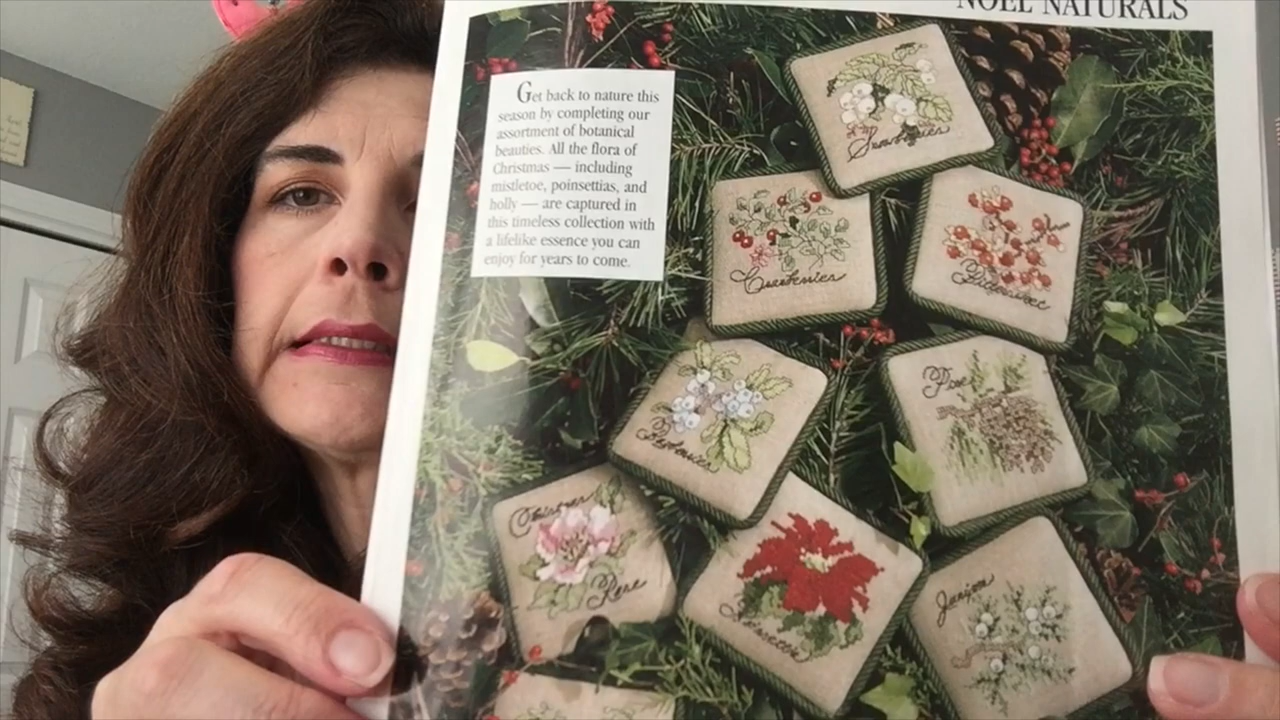 NOEL NATURALS
Get back to nature this
season by completing our
assortment of botanical
beauties. All the flora of
Christmas — including
mistletoe, poinsettias, and
holly — are captured in
this timeless collection with
a lifelike essence you can
enjoy for years to come.
Snowberries
Cranberries
Bittersweet
Pine
Christmas
Rose
Poinsettia
Juniper